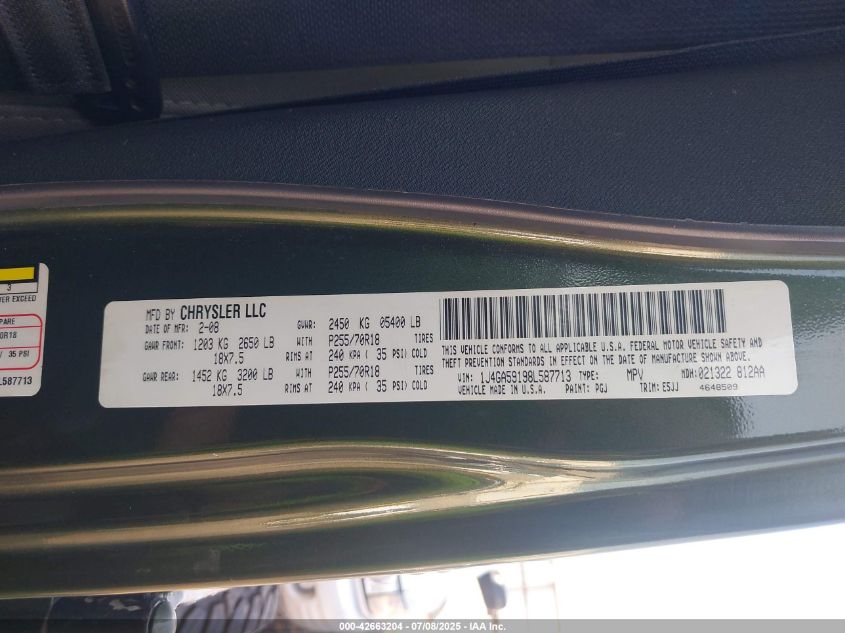 3
ER EXCEED
PARE
0R18
/ 35 PSI
L587713
MFD BY CHRYSLER LLC
DATE OF MFR: 2-08 GVWR: 2450 KG 05400 LB
GAWR FRONT: 1203 KG 2650 LB WITH P255/70R18 TIRES
18X7.5 RIMS AT 240 KPA ( 35 PSI) COLD
GAWR REAR: 1452 KG 3200 LB WITH P255/70R18 TIRES
18X7.5 RIMS AT 240 KPA ( 35 PSI) COLD
THIS VEHICLE CONFORMS TO ALL APPLICABLE U.S.A. FEDERAL MOTOR VEHICLE SAFETY AND
THEFT PREVENTION STANDARDS IN EFFECT ON THE DATE OF MANUFACTURE SHOWN ABOVE.
VIN: 1J4GA59198L587713 TYPE: MPV MDH: 021322 812AA
VEHICLE MADE IN U.S.A. PAINT: PGJ TRIM: E5JJ 4648509
000-42663204 - 07/08/2025 - IAA Inc.